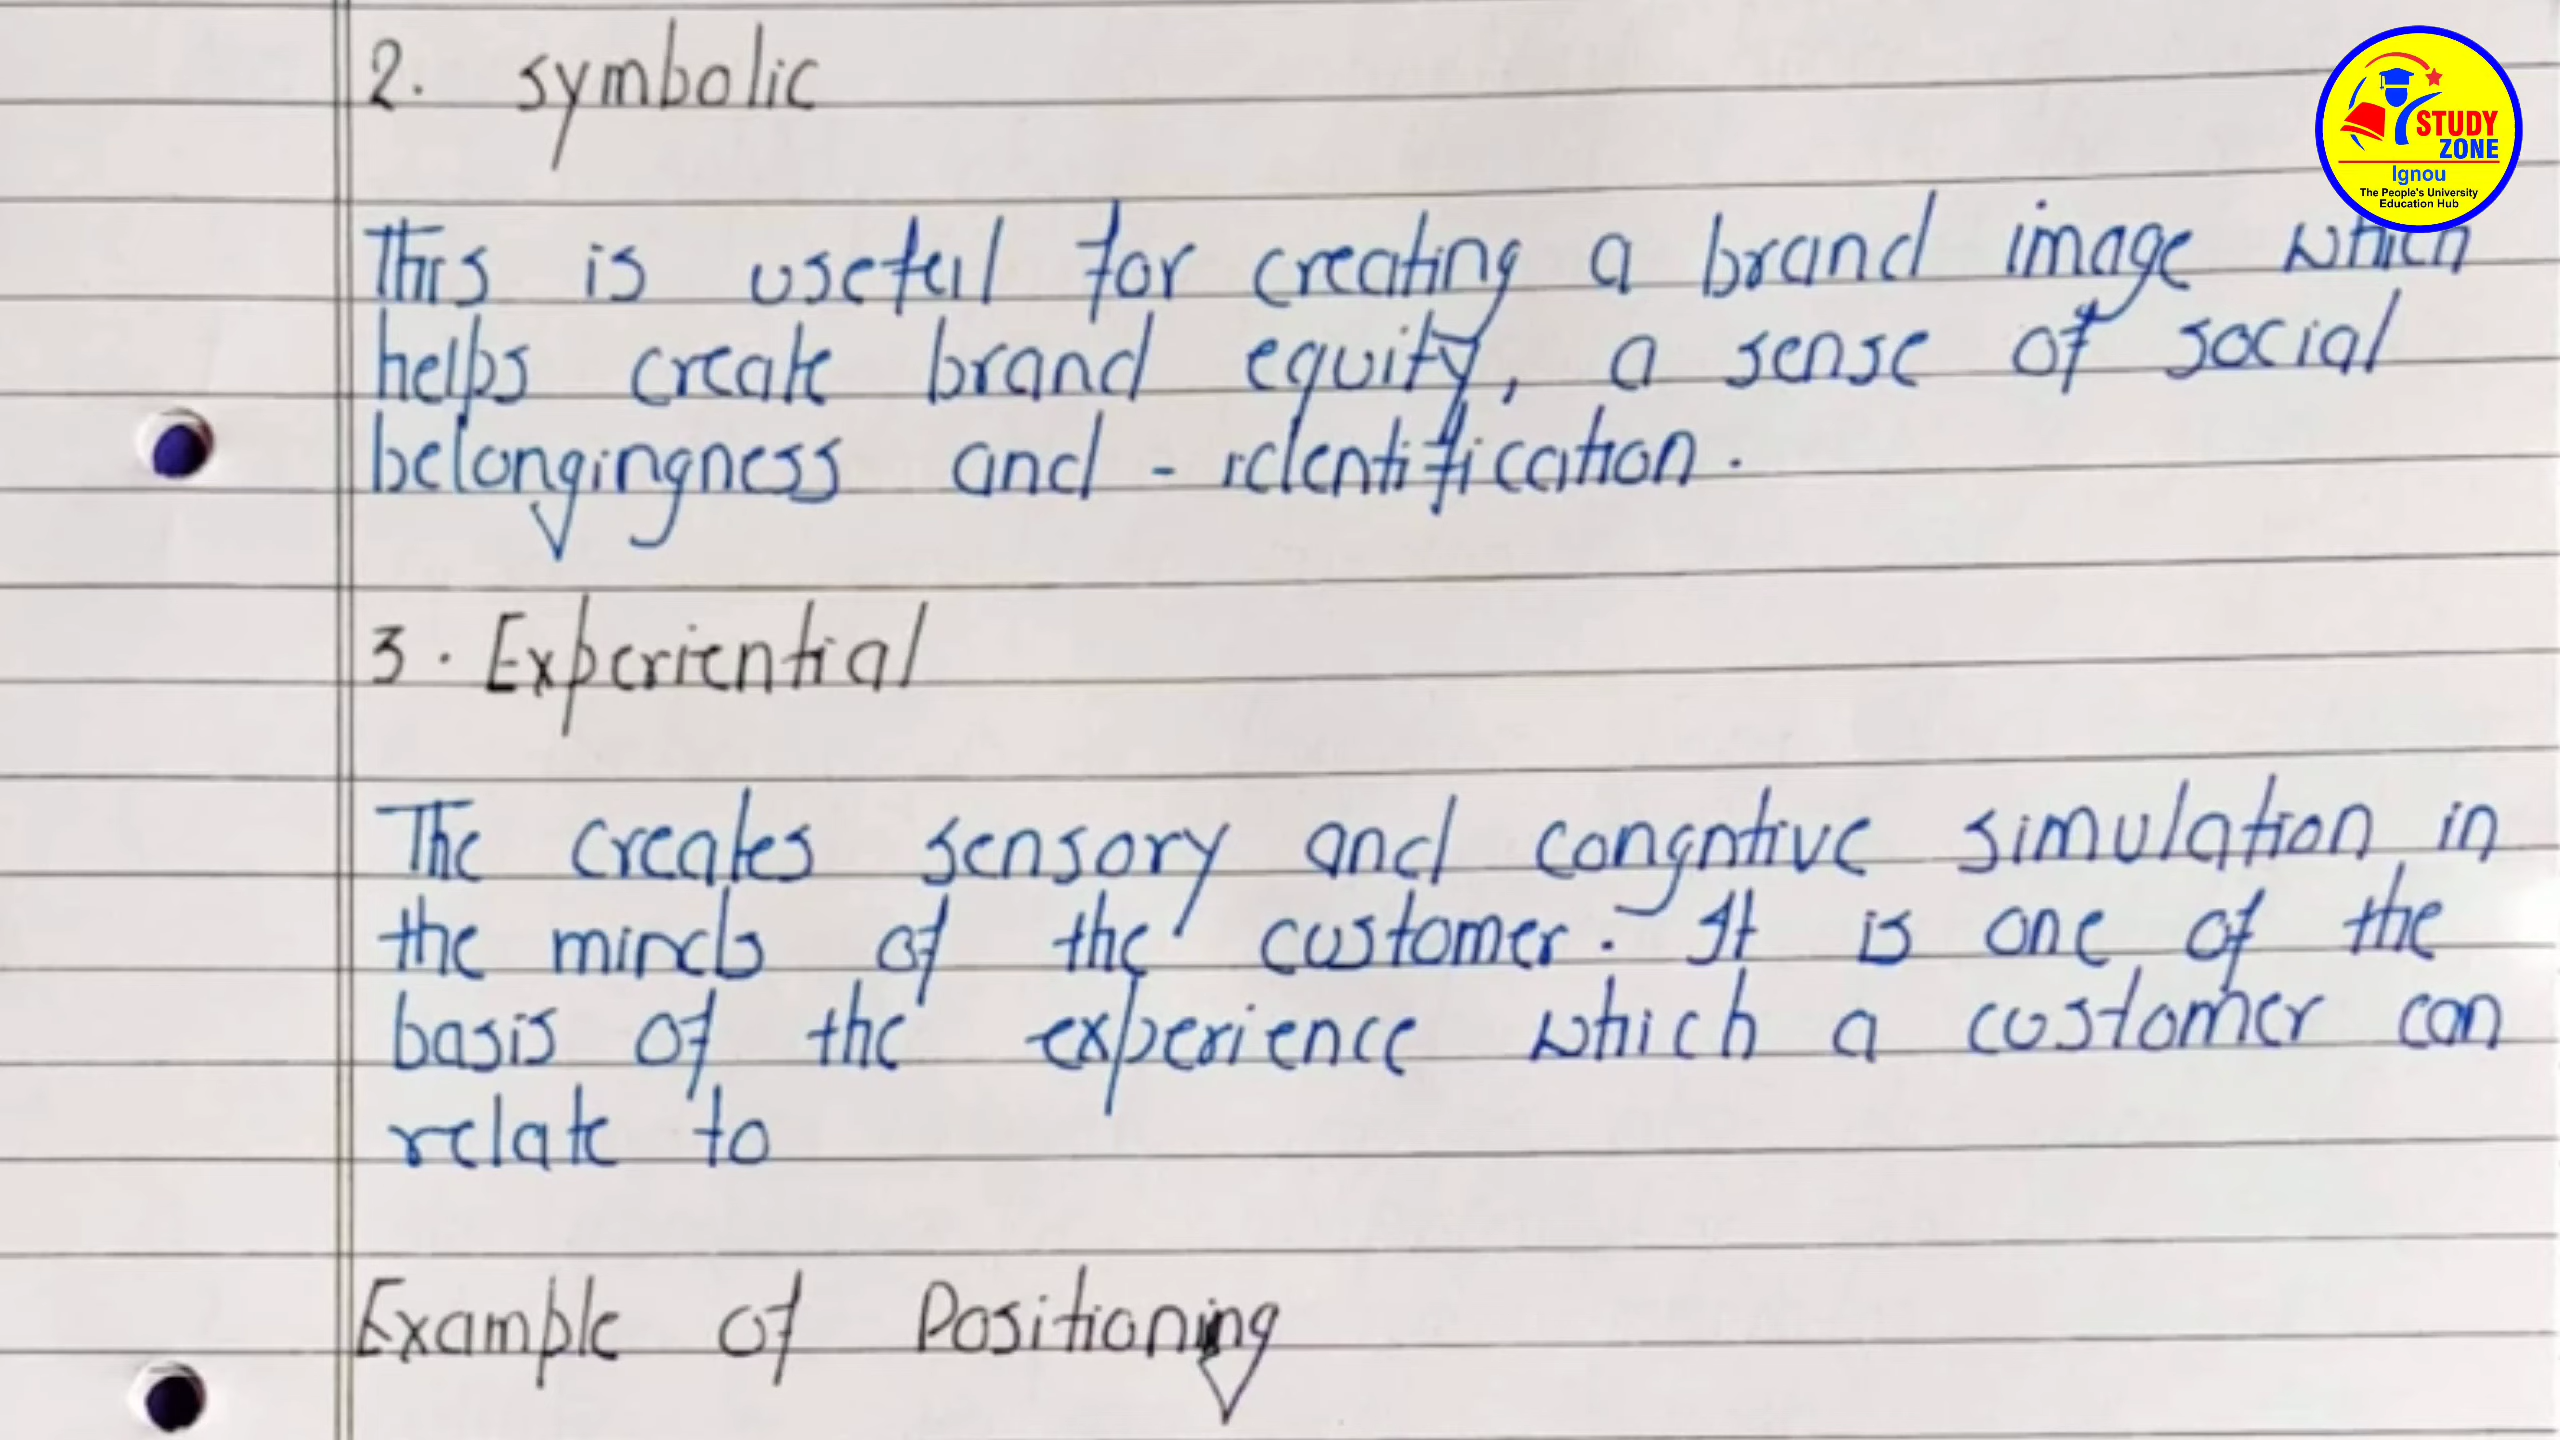 2. symbolic
This is useful for creating a brand image which
helps create brand equity, a sense of social
belongingness and - identification.
3. Experiential
The creates sensory and congntive simulation in
the minds of the customer. It is one of the
basis of the experience which a customer can
relate to
Example of Positioning
STUDY
ZONE
Ignou
The People's University
Education Hub